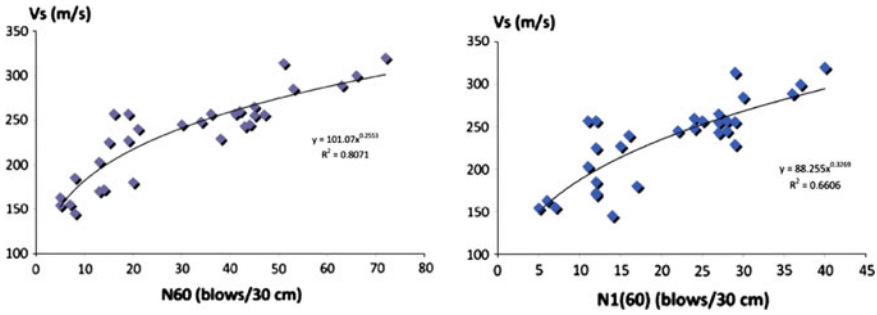 Vs (m/s)
350
300
250
200
150
100
0 10 20 30 40 50 60 70 80
N60 (blows/30 cm)
y = 101.07x^0.2553
R² = 0.8071
Vs (m/s)
350
300
250
200
150
100
0 5 10 15 20 25 30 35 40 45
N1(60) (blows/30 cm)
y = 88.255x^0.3269
R² = 0.6606